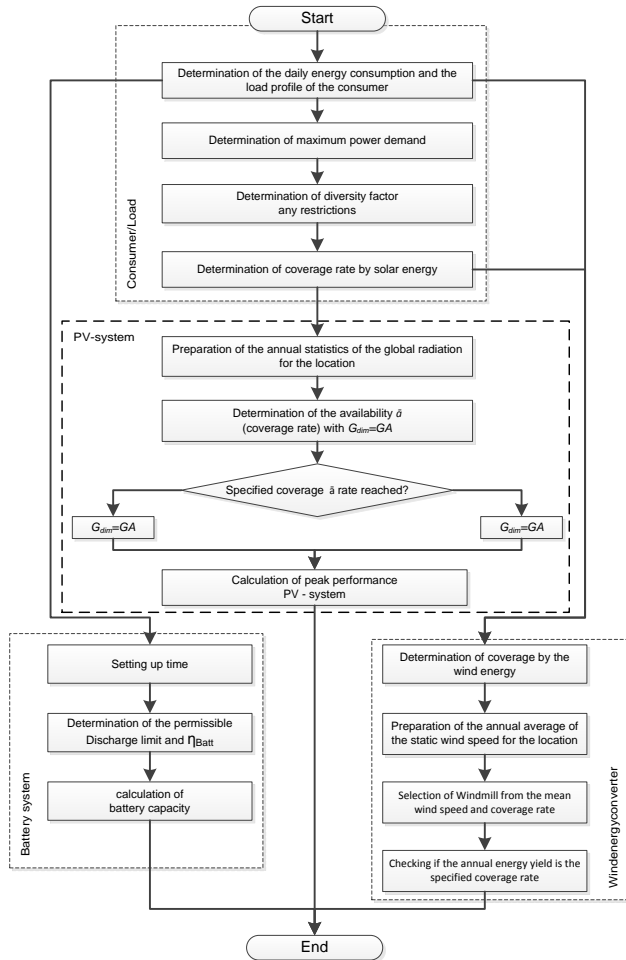 Start
Determination of the daily energy consumption and the
load profile of the consumer
Determination of maximum power demand
Determination of diversity factor
any restrictions
Determination of coverage rate by solar energy
Consumer/Load
PV-system
Preparation of the annual statistics of the global radiation
for the location
Determination of the availability ā
(coverage rate) with Gdim=GA
Specified coverage ā rate reached?
Gdim=GA
Gdim=GA
Calculation of peak performance
PV - system
Setting up time
Determination of the permissible
Discharge limit and ηBatt
calculation of
battery capacity
Battery system
Determination of coverage by the
wind energy
Preparation of the annual average of
the static wind speed for the location
Selection of Windmill from the mean
wind speed and coverage rate
Checking if the annual energy yield is the
specified coverage rate
Windenergyconverter
End